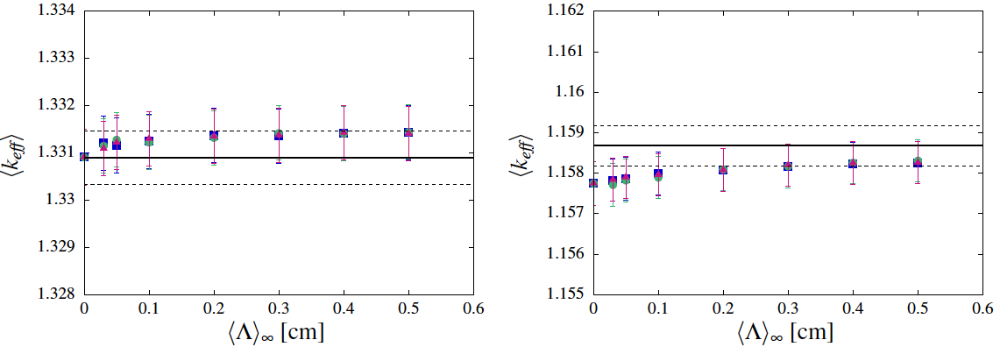 1.334
1.333
1.332
1.331
1.33
1.329
1.328
0 0.1 0.2 0.3 0.4 0.5 0.6
⟨k_eff⟩
⟨Λ⟩∞ [cm]
1.162
1.161
1.16
1.159
1.158
1.157
1.156
1.155
0 0.1 0.2 0.3 0.4 0.5 0.6
⟨k_eff⟩
⟨Λ⟩∞ [cm]